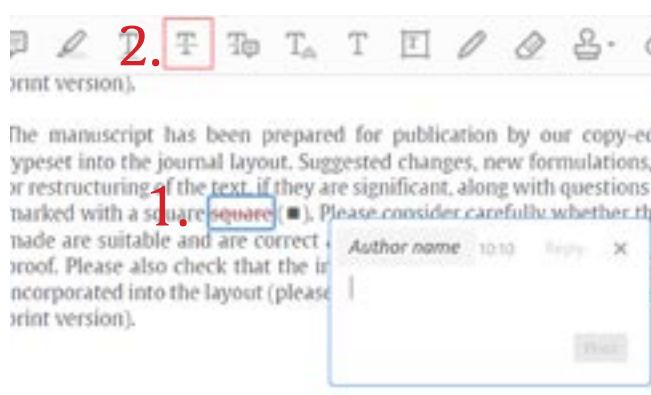 2.
print version).
The manuscript has been prepared for publication by our copy-ed
typeset into the journal layout. Suggested changes, new formulations,
or restructuring of the text, if they are significant, along with questions
1.
marked with a square square (■). Please consider carefully whether th
made are suitable and are correct
Author name 10:10 Reply ×
proof. Please also check that the in
incorporated into the layout (please
print version).
Post